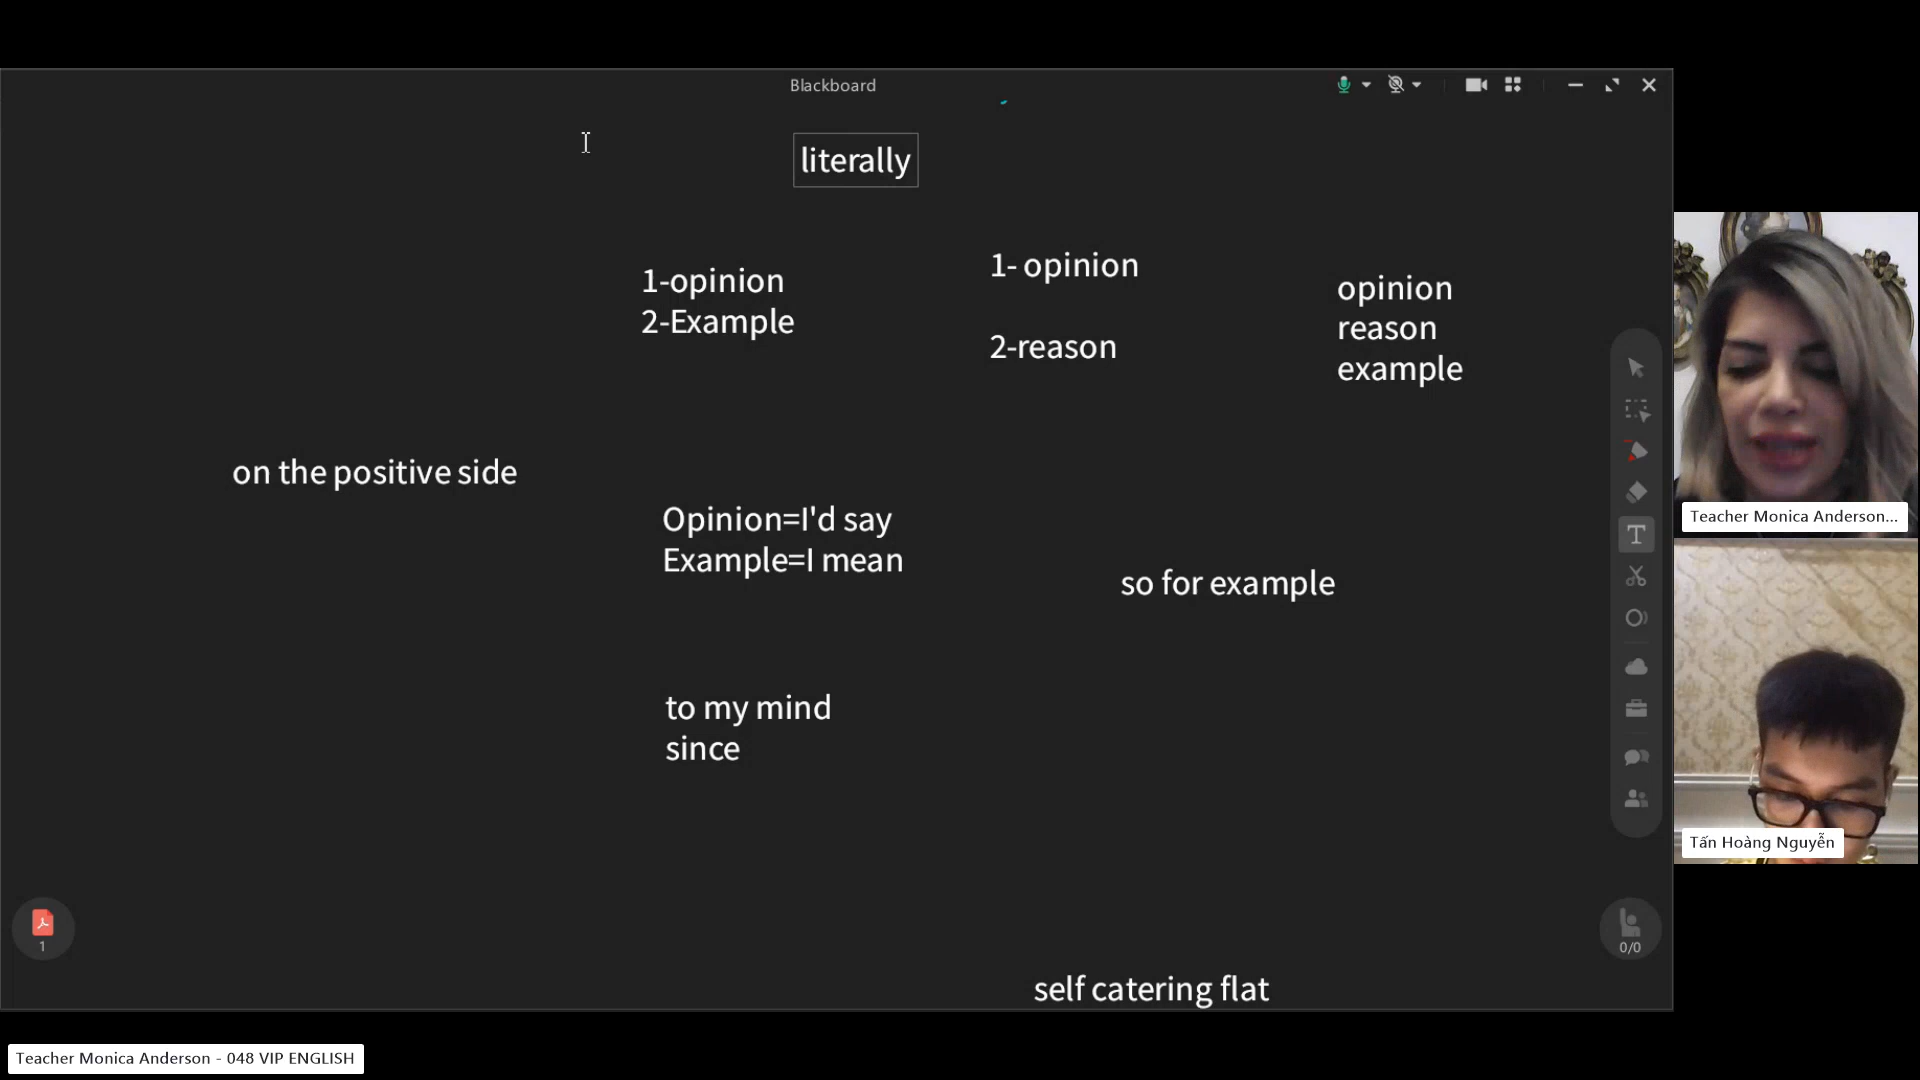 Blackboard
literally
1-opinion
2-Example
1- opinion
2-reason
opinion
reason
example
on the positive side
Opinion=I'd say
Example=I mean
so for example
to my mind
since
self catering flat
T
1
0/0
Teacher Monica Anderson...
Tấn Hoàng Nguyễn
Teacher Monica Anderson - 048 VIP ENGLISH